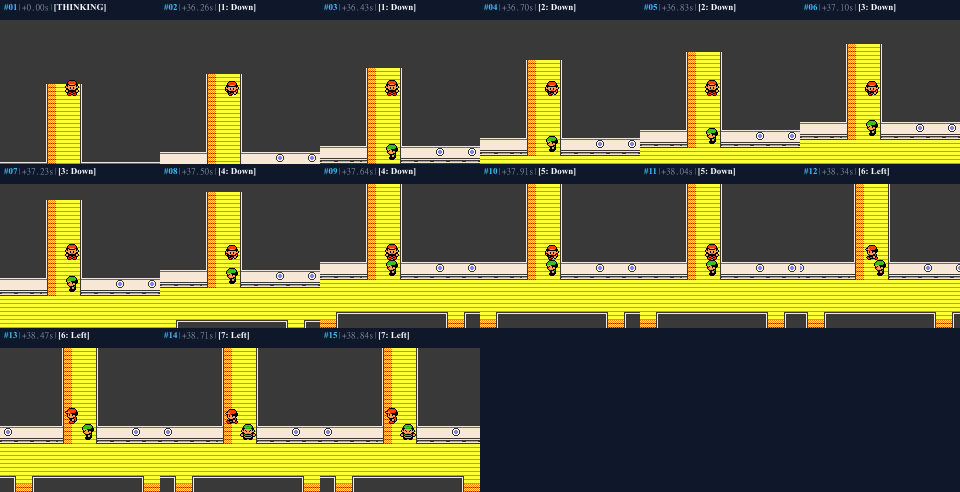 #01|+0.00s|[THINKING]
#02|+36.26s|[1: Down]
#03|+36.43s|[1: Down]
#04|+36.70s|[2: Down]
#05|+36.83s|[2: Down]
#06|+37.10s|[3: Down]
#07|+37.23s|[3: Down]
#08|+37.50s|[4: Down]
#09|+37.64s|[4: Down]
#10|+37.91s|[5: Down]
#11|+38.04s|[5: Down]
#12|+38.34s|[6: Left]
#13|+38.47s|[6: Left]
#14|+38.71s|[7: Left]
#15|+38.84s|[7: Left]